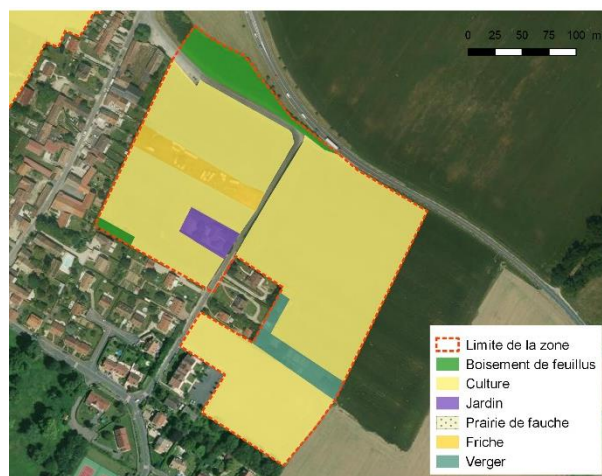 0 25 50 75 100 m
Limite de la zone
Boisement de feuillus
Culture
Jardin
Prairie de fauche
Friche
Verger